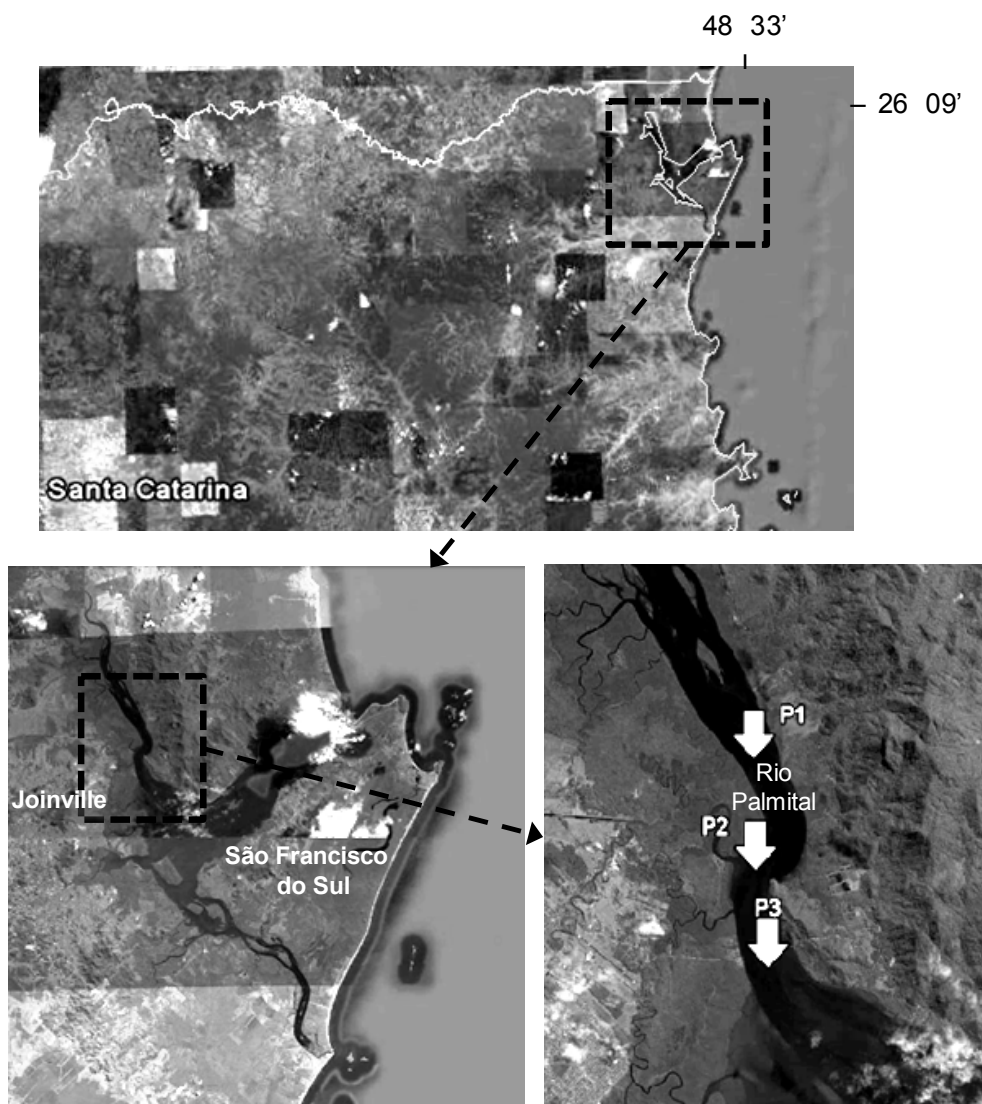 48 33’
26 09’
Santa Catarina
Joinville
São Francisco
do Sul
P1
Rio
Palmital
P2
P3